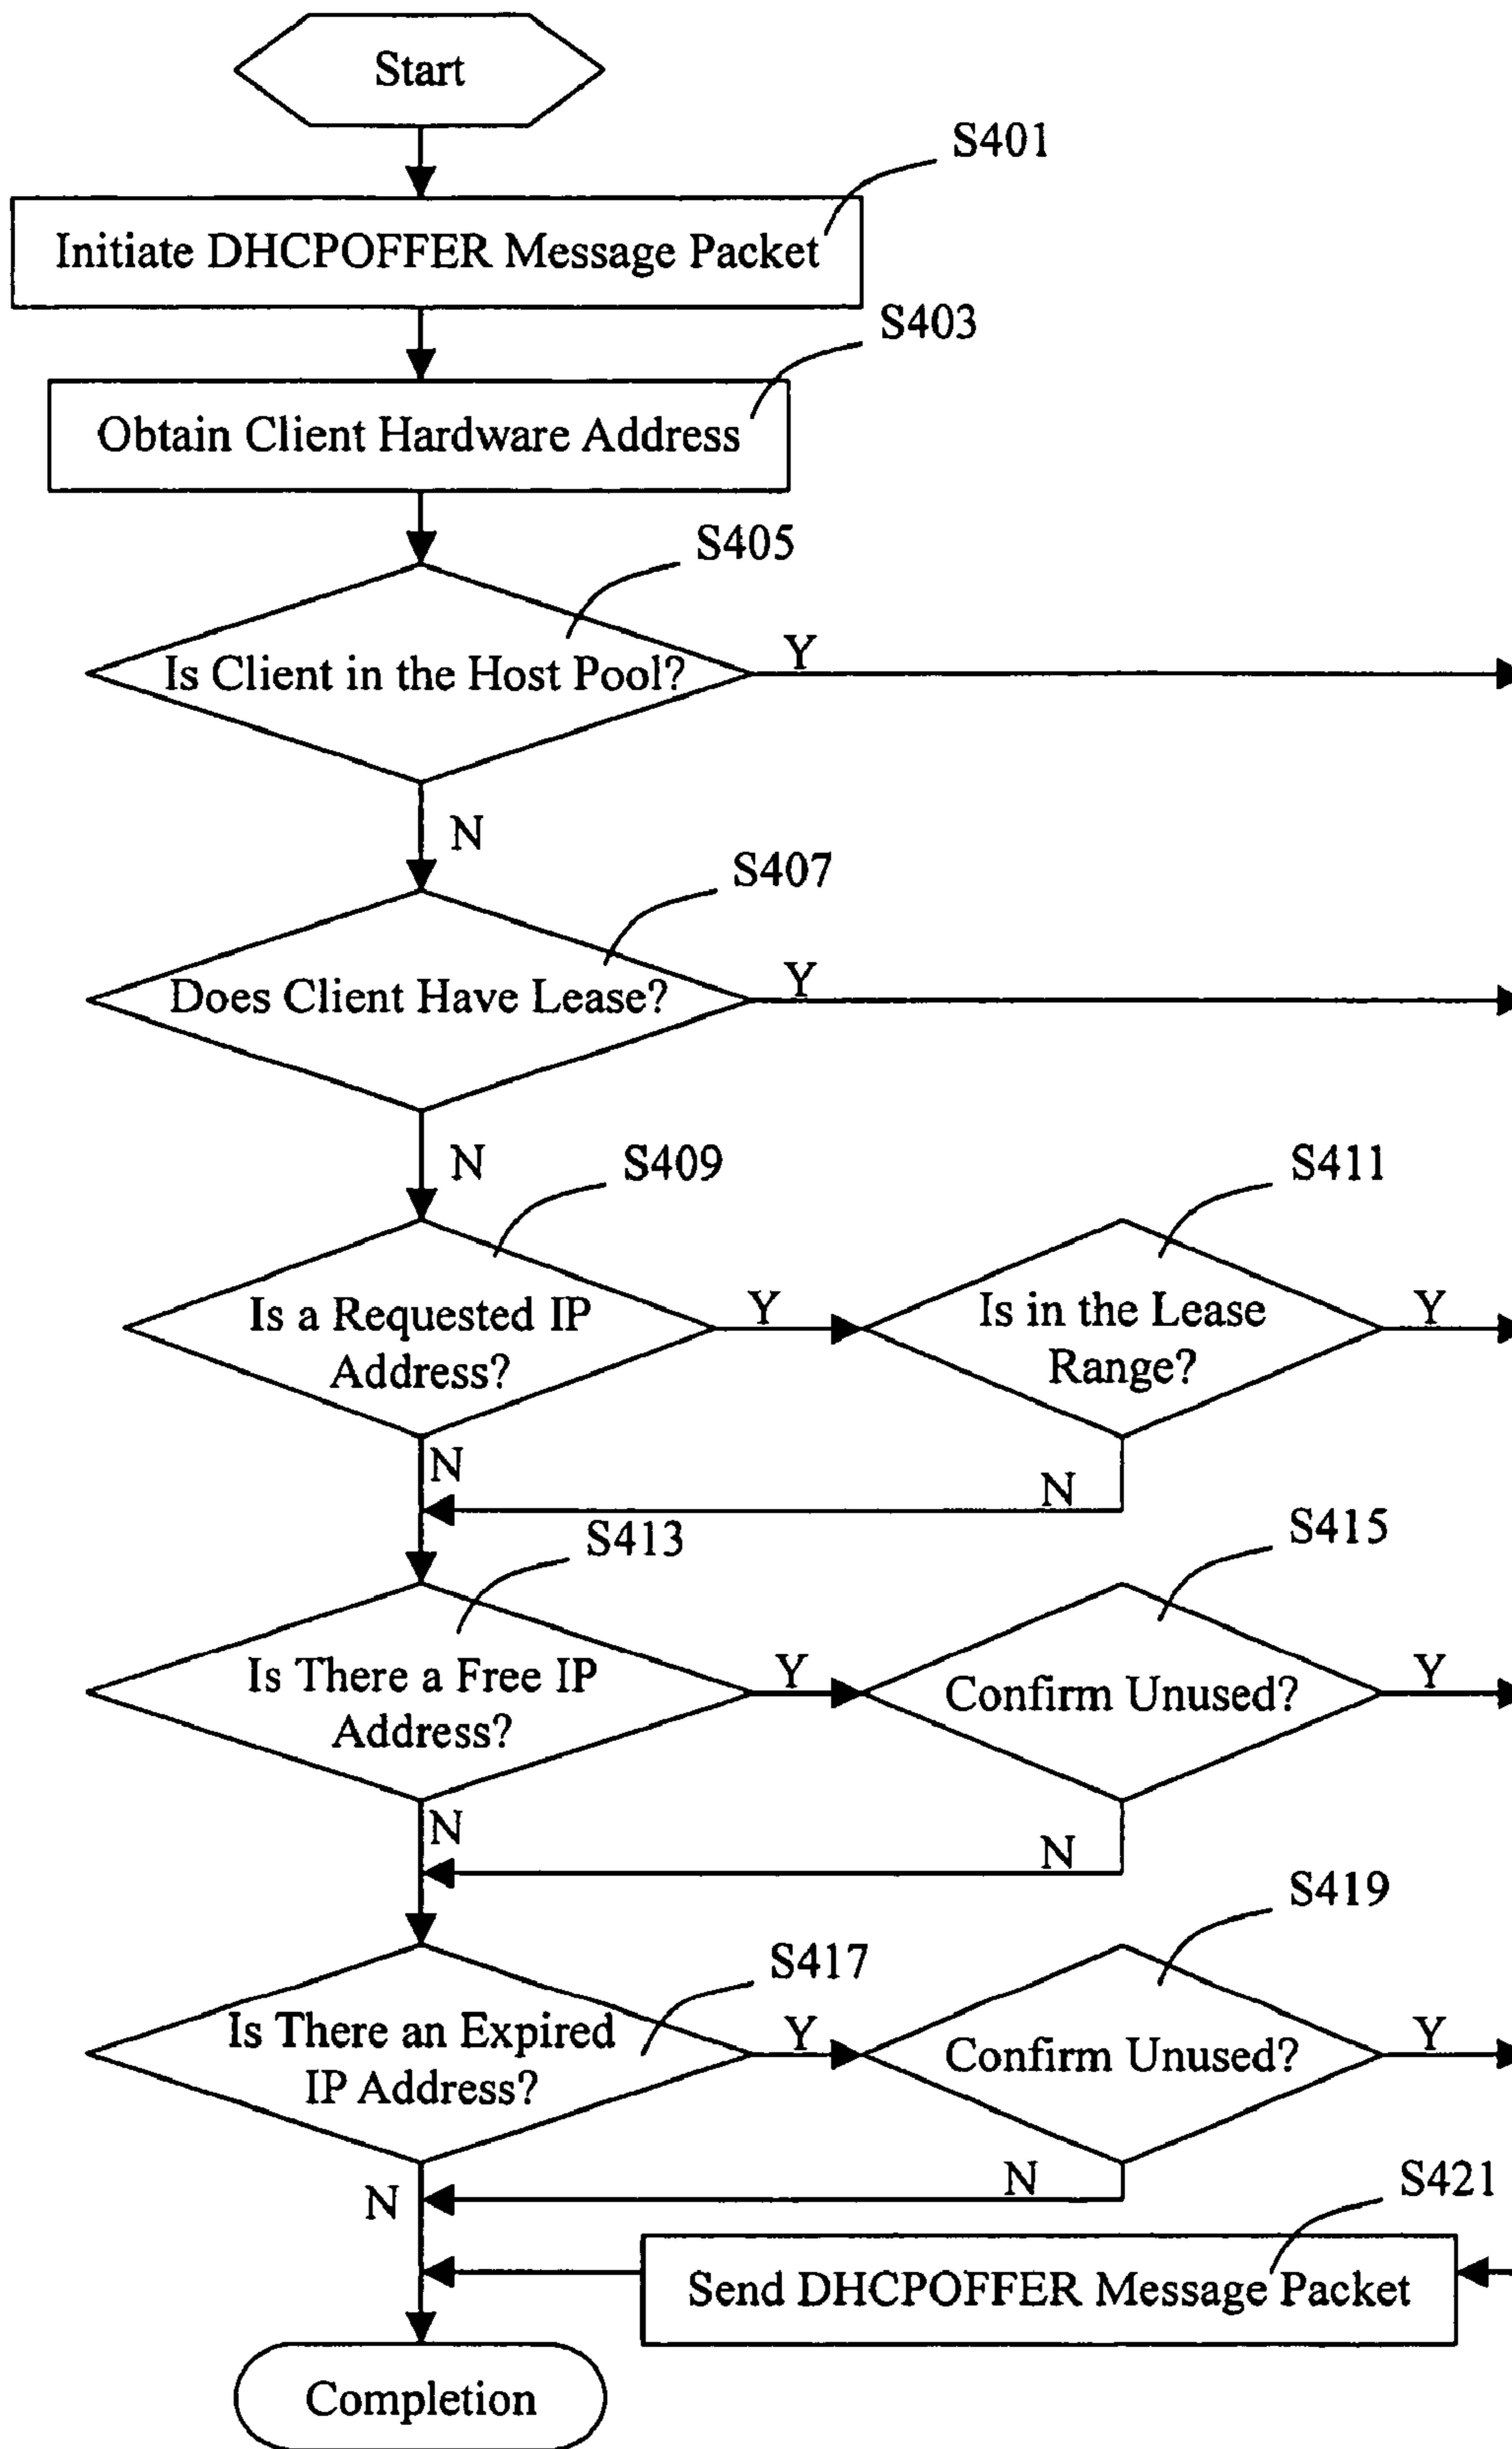 Start
S401
Initiate DHCPOFFER Message Packet
S403
Obtain Client Hardware Address
S405
Is Client in the Host Pool?
Y
N
S407
Does Client Have Lease?
Y
N
S409
S411
Is a Requested IP
Address?
Y
Is in the Lease
Range?
Y
N
N
S413
S415
Is There a Free IP
Address?
Y
Confirm Unused?
Y
N
N
S417
S419
Is There an Expired
IP Address?
Y
Confirm Unused?
Y
N
N
S421
Send DHCPOFFER Message Packet
Completion